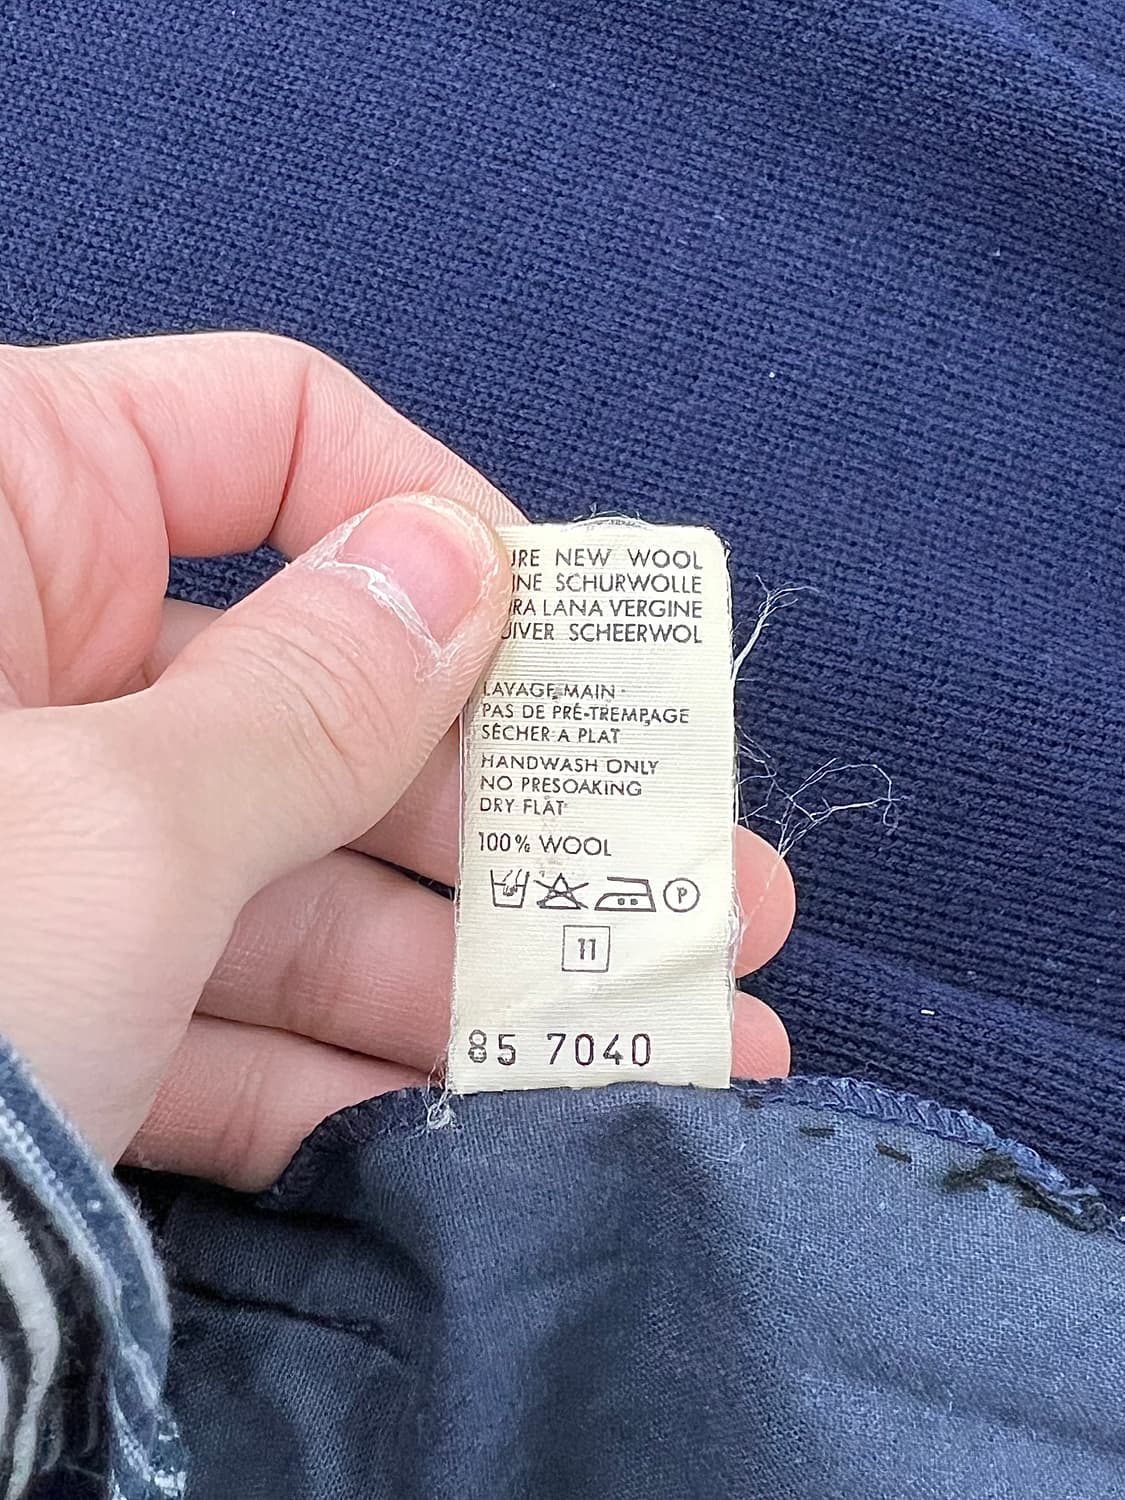 URE NEW WOOL
INE SCHURWOLLE
RA LANA VERGINE
UIVER SCHEERWOL
LAVAGE MAIN
PAS DE PRÉ-TREMPAGE
SÉCHER A PLAT
HANDWASH ONLY
NO PRESOAKING
DRY FLAT
100% WOOL
P
11
85 7040